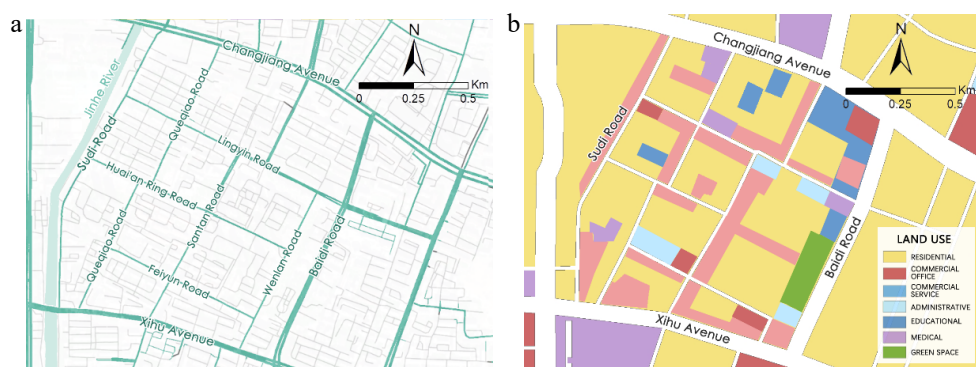 a
N
Km
0 0.25 0.5
Changjiang Avenue
Jinhe River
Sudi Road
Queqiao-Road
Lingyin-Road
Huai'an-Ring-Road
Santan-Road
Queqiao-Road
Feiyun-Road
Wenlan-Road
Baidi Road
Xihu Avenue
b
N
Km
0 0.25 0.5
Changjiang Avenue
Sudi Road
Baidi Road
Xihu Avenue
LAND USE
RESIDENTIAL
COMMERCIAL
OFFICE
COMMERCIAL
SERVICE
ADMINISTRATIVE
EDUCATIONAL
MEDICAL
GREEN SPACE